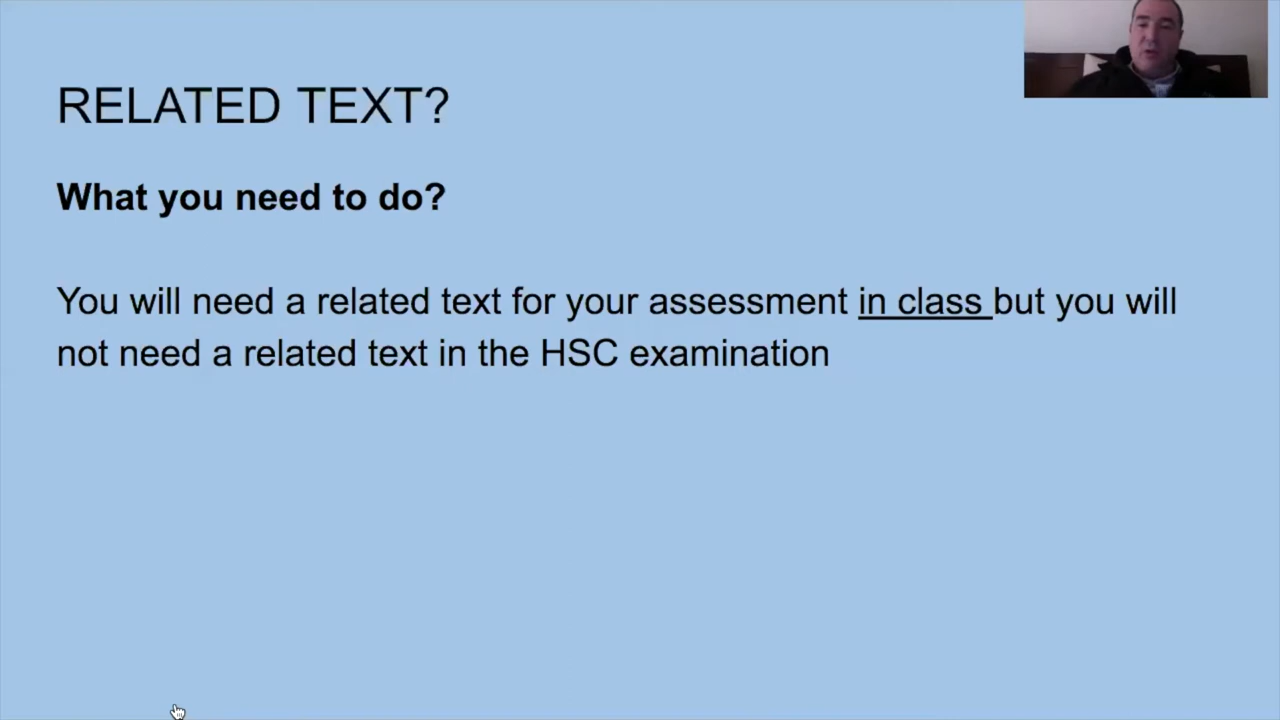 RELATED TEXT?
What you need to do?
You will need a related text for your assessment in class but you will
not need a related text in the HSC examination